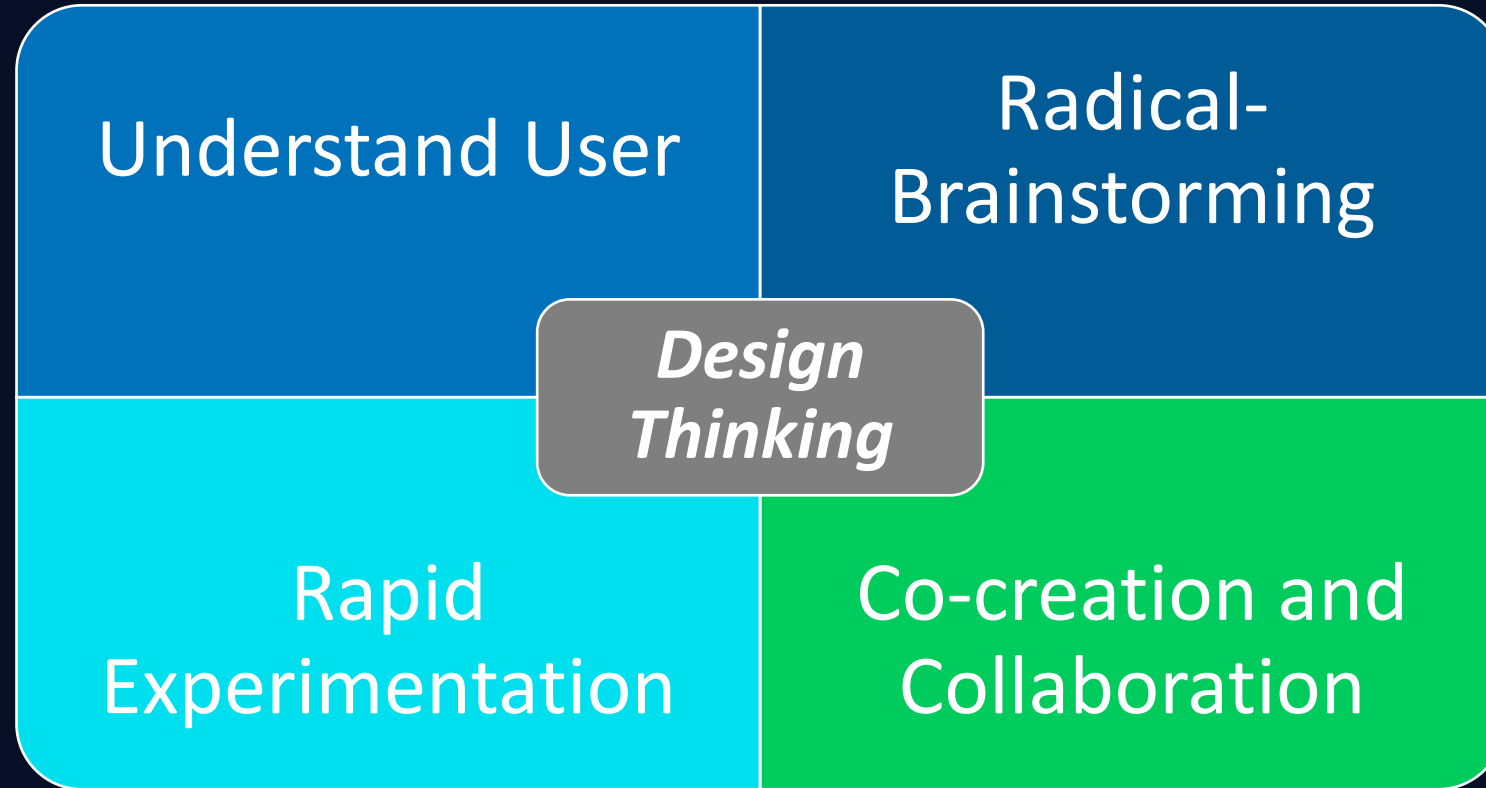 Understand User
Radical-
Brainstorming
Design
Thinking
Rapid
Experimentation
Co-creation and
Collaboration